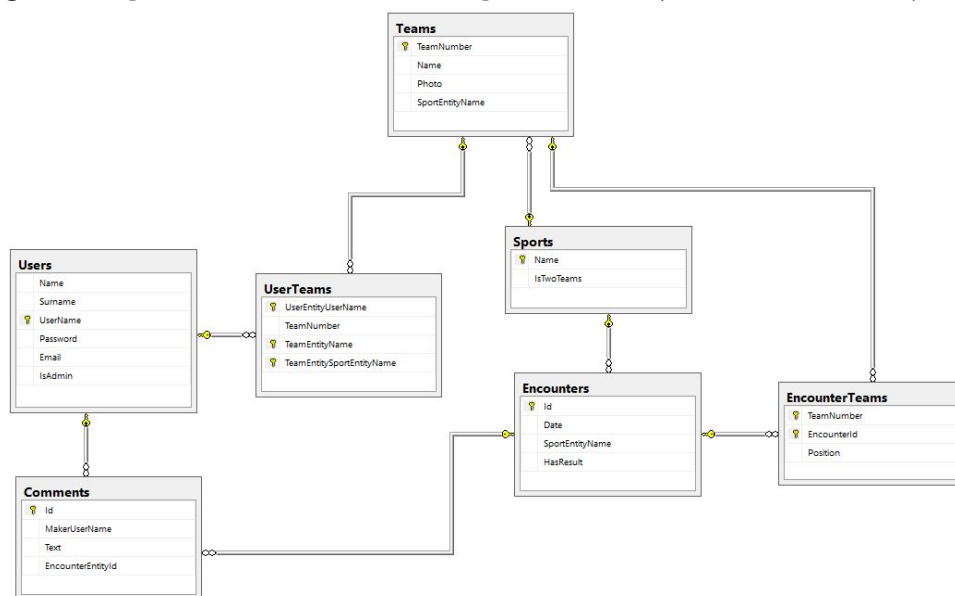 Teams
TeamNumber
Name
Photo
SportEntityName
Sports
Name
IsTwoTeams
Users
Name
Surname
UserName
Password
Email
IsAdmin
UserTeams
UserEntityUserName
TeamNumber
TeamEntityName
TeamEntitySportEntityName
Encounters
Id
Date
SportEntityName
HasResult
EncounterTeams
TeamNumber
EncounterId
Position
Comments
Id
MakerUserName
Text
EncounterEntityId